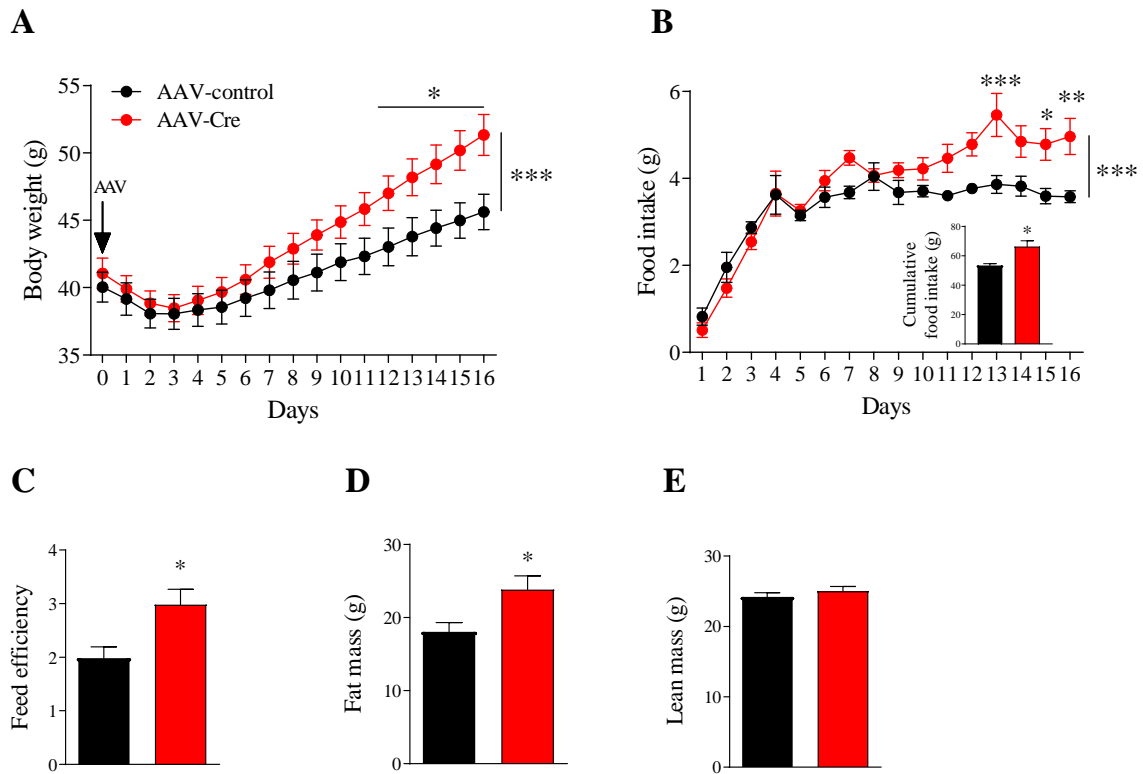 A
55
50
45
40
35
Body weight (g)
AAV-control
AAV-Cre
AAV
*
***
0 1 2 3 4 5 6 7 8 9 10 11 12 13 14 15 16
Days
B
6
4
2
0
Food intake (g)
***
*
**
***
80
60
40
20
0
Cumulative
food intake (g)
*
1 2 3 4 5 6 7 8 9 10 11 12 13 14 15 16
Days
C
4
3
2
1
0
Feed efficiency
*
D
30
20
10
0
Fat mass (g)
*
E
30
20
10
0
Lean mass (g)